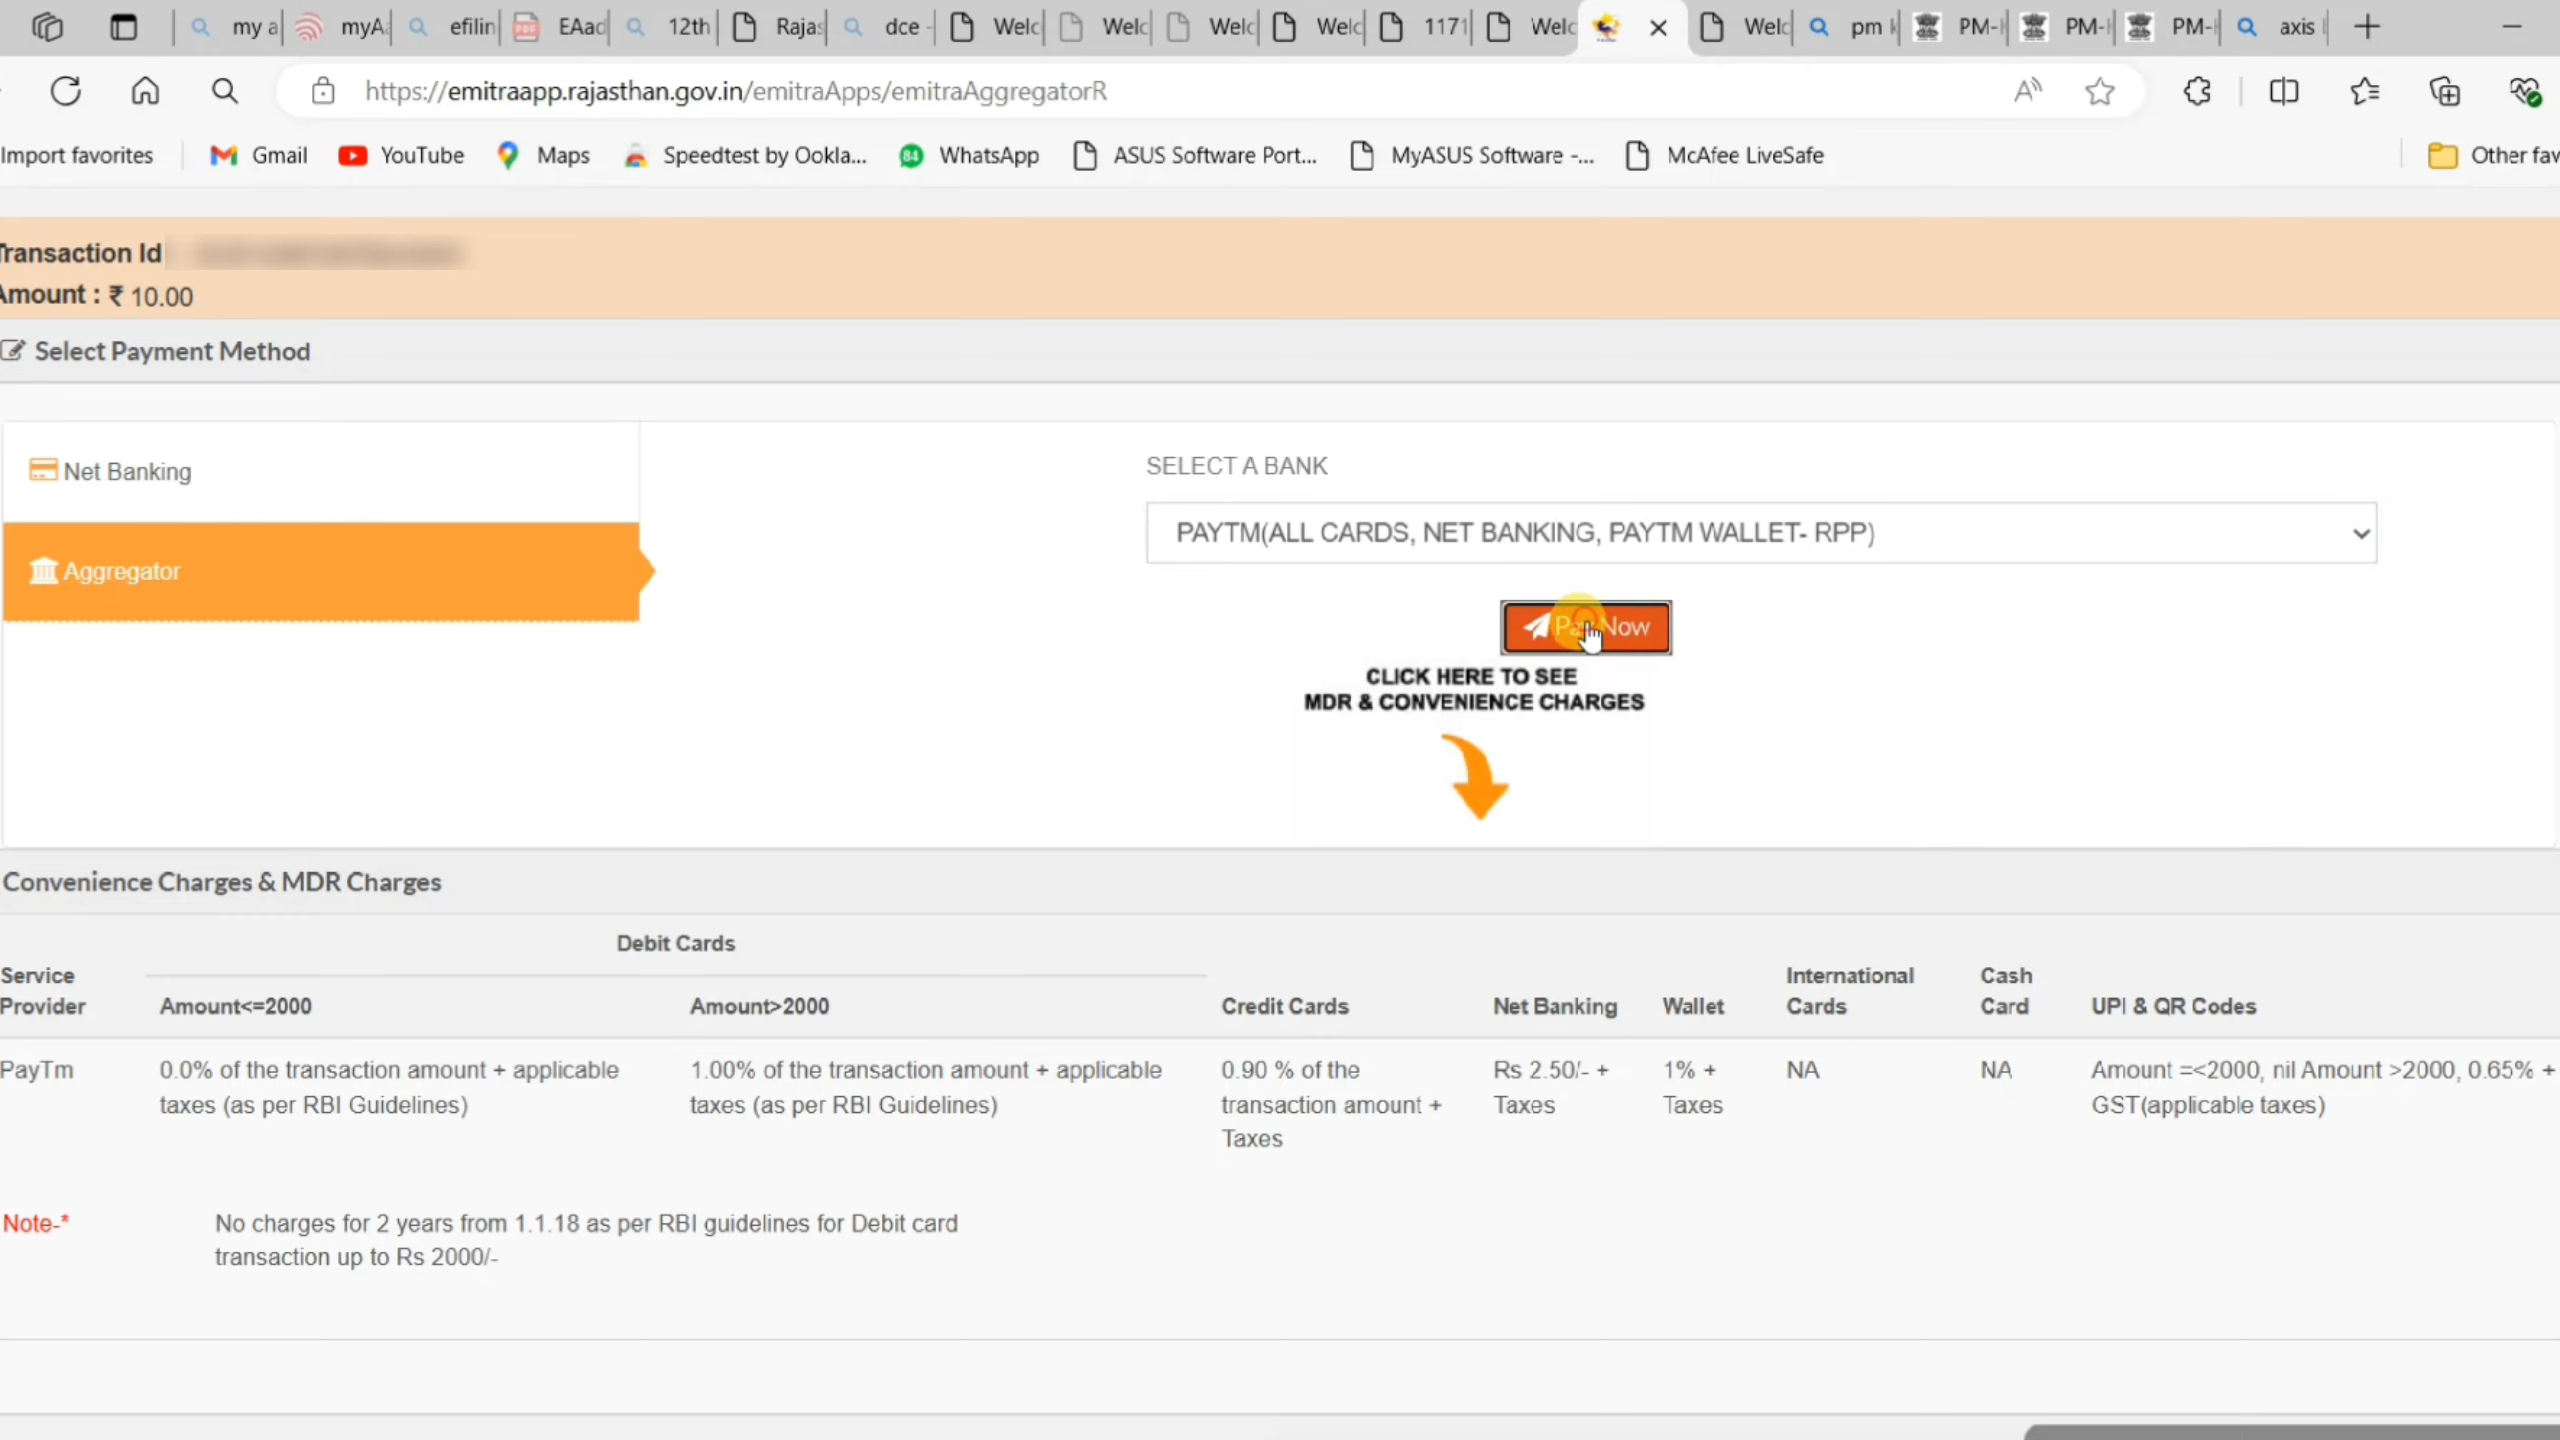 my a
myA
efilin
EAad
12th
Rajas
dce -
Welc
Welc
Welc
Welc
1171
Welc
Welc
pm k
PM-
PM-
PM-
axis
https://emitraapp.rajasthan.gov.in/emitraApps/emitraAggregatorR
Import favorites
Gmail
YouTube
Maps
Speedtest by Ookla...
84
WhatsApp
ASUS Software Port...
MyASUS Software -...
McAfee LiveSafe
Other fav
Transaction Id
Amount : ₹ 10.00
Select Payment Method
Net Banking
Aggregator
SELECT A BANK
PAYTM(ALL CARDS, NET BANKING, PAYTM WALLET- RPP)
Pay Now
CLICK HERE TO SEE
MDR & CONVENIENCE CHARGES
Convenience Charges & MDR Charges
Debit Cards
Service
Provider
Amount<=2000
Amount>2000
Credit Cards
Net Banking
Wallet
International
Cards
Cash
Card
UPI & QR Codes
PayTm
0.0% of the transaction amount + applicable
taxes (as per RBI Guidelines)
1.00% of the transaction amount + applicable
taxes (as per RBI Guidelines)
0.90 % of the
transaction amount +
Taxes
Rs 2.50/- +
Taxes
1% +
Taxes
NA
NA
Amount =<2000, nil Amount >2000, 0.65% +
GST(applicable taxes)
Note-*
No charges for 2 years from 1.1.18 as per RBI guidelines for Debit card
transaction up to Rs 2000/-